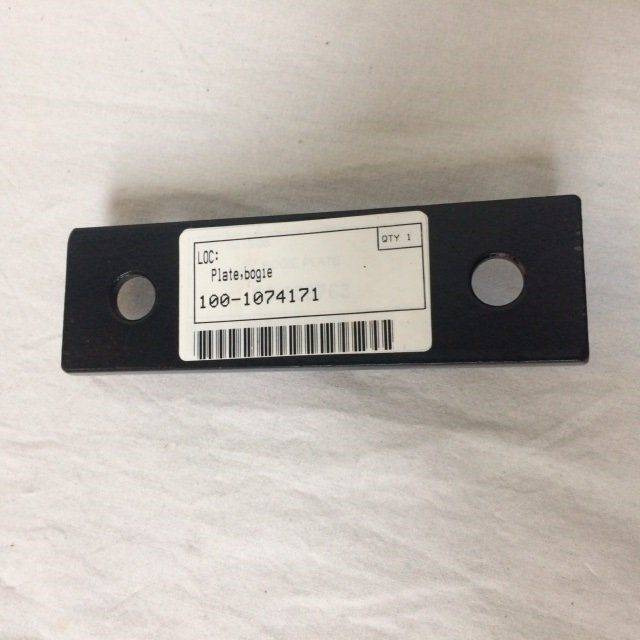 LOC:
QTY 1
Plate,bogie
100-1074171